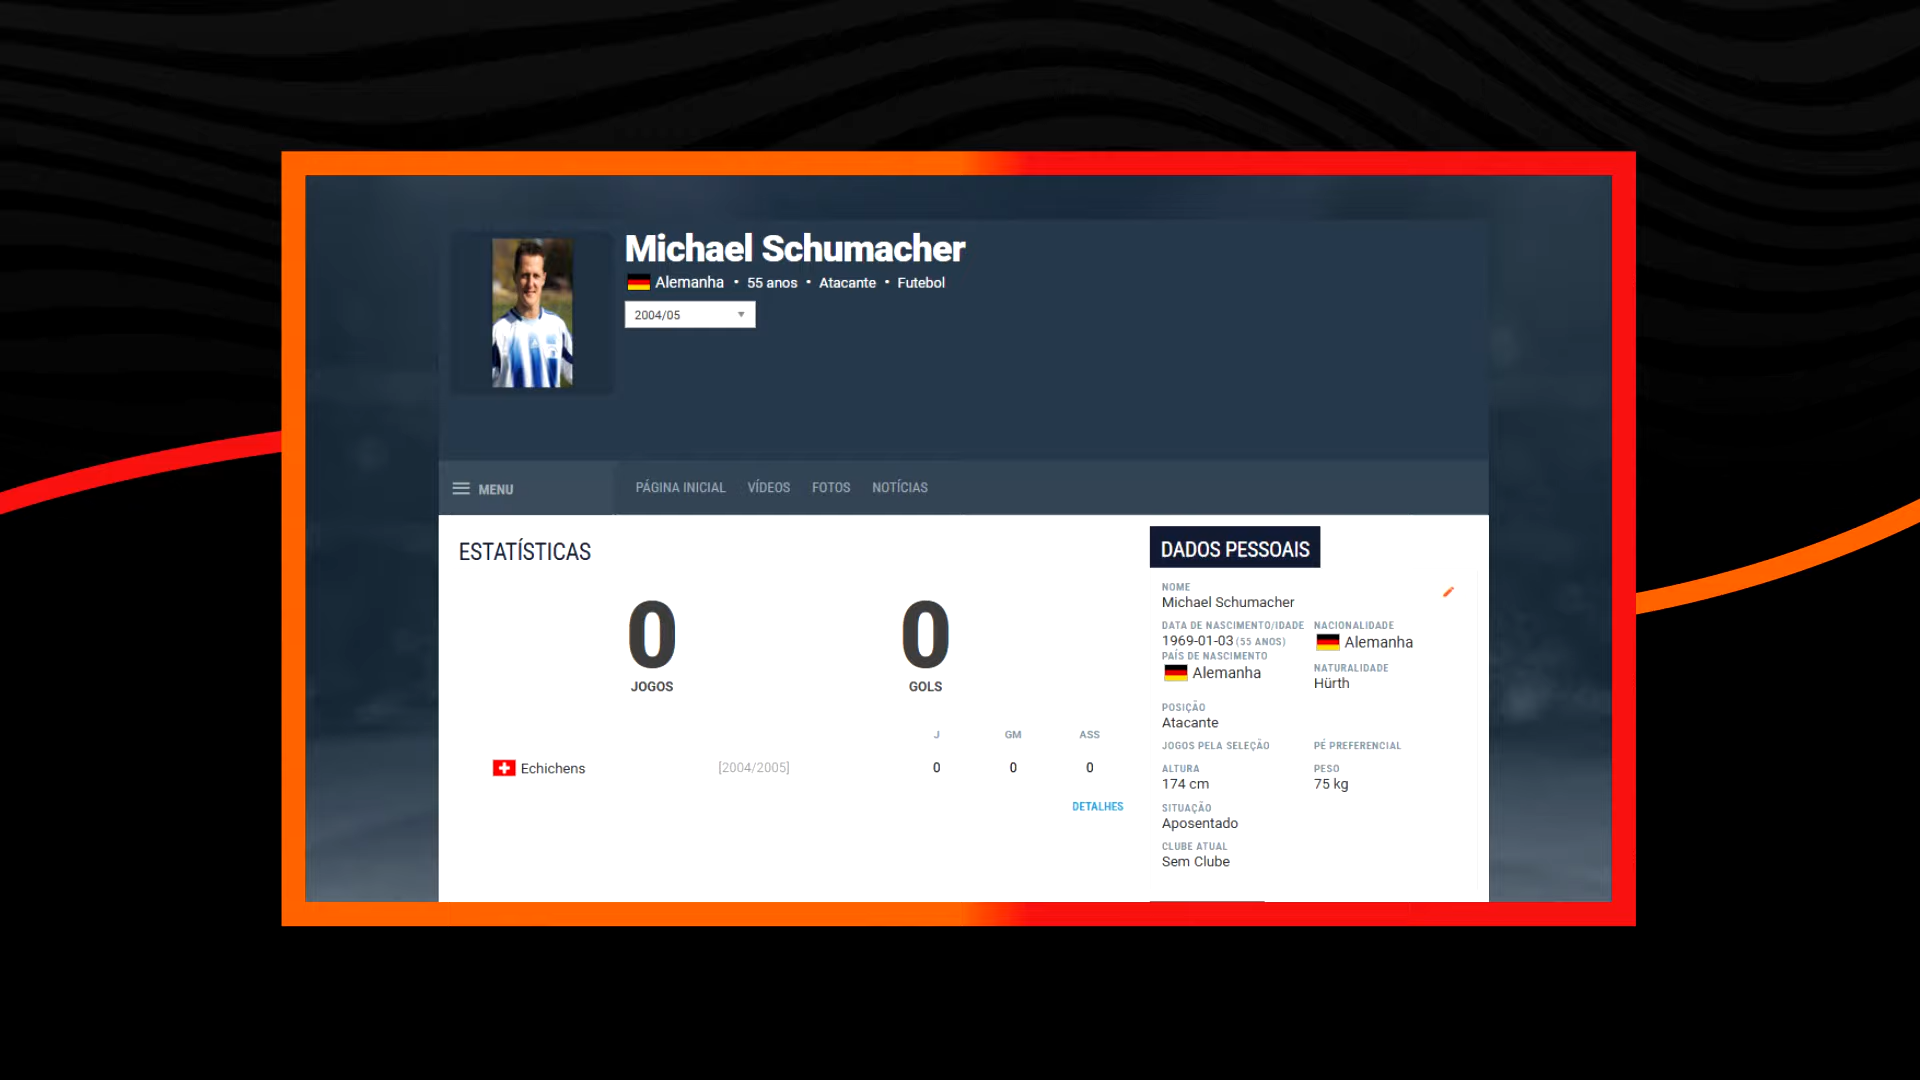 Michael Schumacher
Alemanha • 55 anos • Atacante • Futebol
2004/05
MENU
PÁGINA INICIAL VÍDEOS FOTOS NOTÍCIAS
ESTATÍSTICAS
0 0
JOGOS GOLS
J GM ASS
Echichens [2004/2005] 0 0 0
DETALHES
DADOS PESSOAIS
NOME
Michael Schumacher
DATA DE NASCIMENTO/IDADE NACIONALIDADE
1969-01-03 (55 ANOS) Alemanha
PAÍS DE NASCIMENTO NATURALIDADE
Alemanha Hürth
POSIÇÃO
Atacante
JOGOS PELA SELEÇÃO PÉ PREFERENCIAL
ALTURA PESO
174 cm 75 kg
SITUAÇÃO
Aposentado
CLUBE ATUAL
Sem Clube